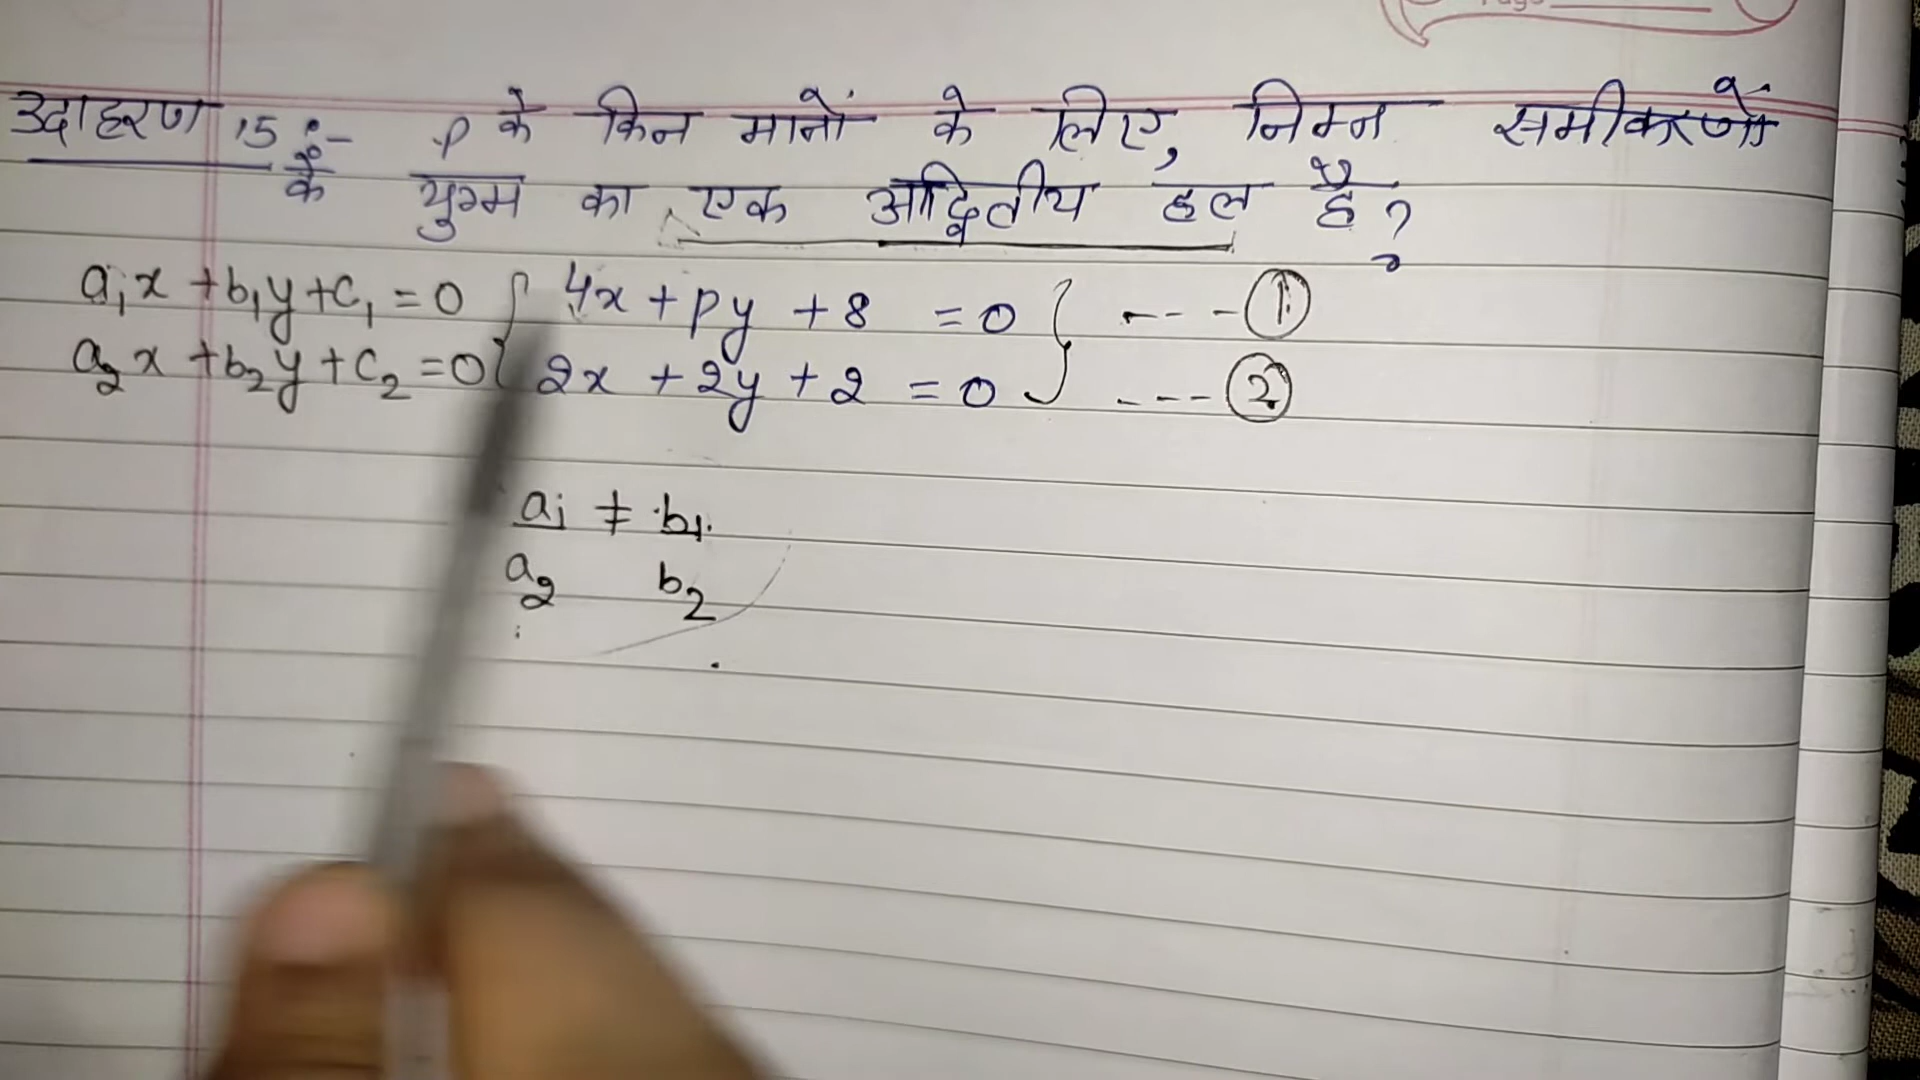 उदाहरण 15 :- p के किन मानों के लिए, निम्न समीकरणों
के युग्म का एक अद्वितीय हल है?
a₁x + b₁y + c₁ = 0 { 4x + py + 8 = 0 } ---- ①
a₂x + b₂y + c₂ = 0 { 2x + 2y + 2 = 0 } ---- ②
a₁ ≠ b₁
a₂ b₂